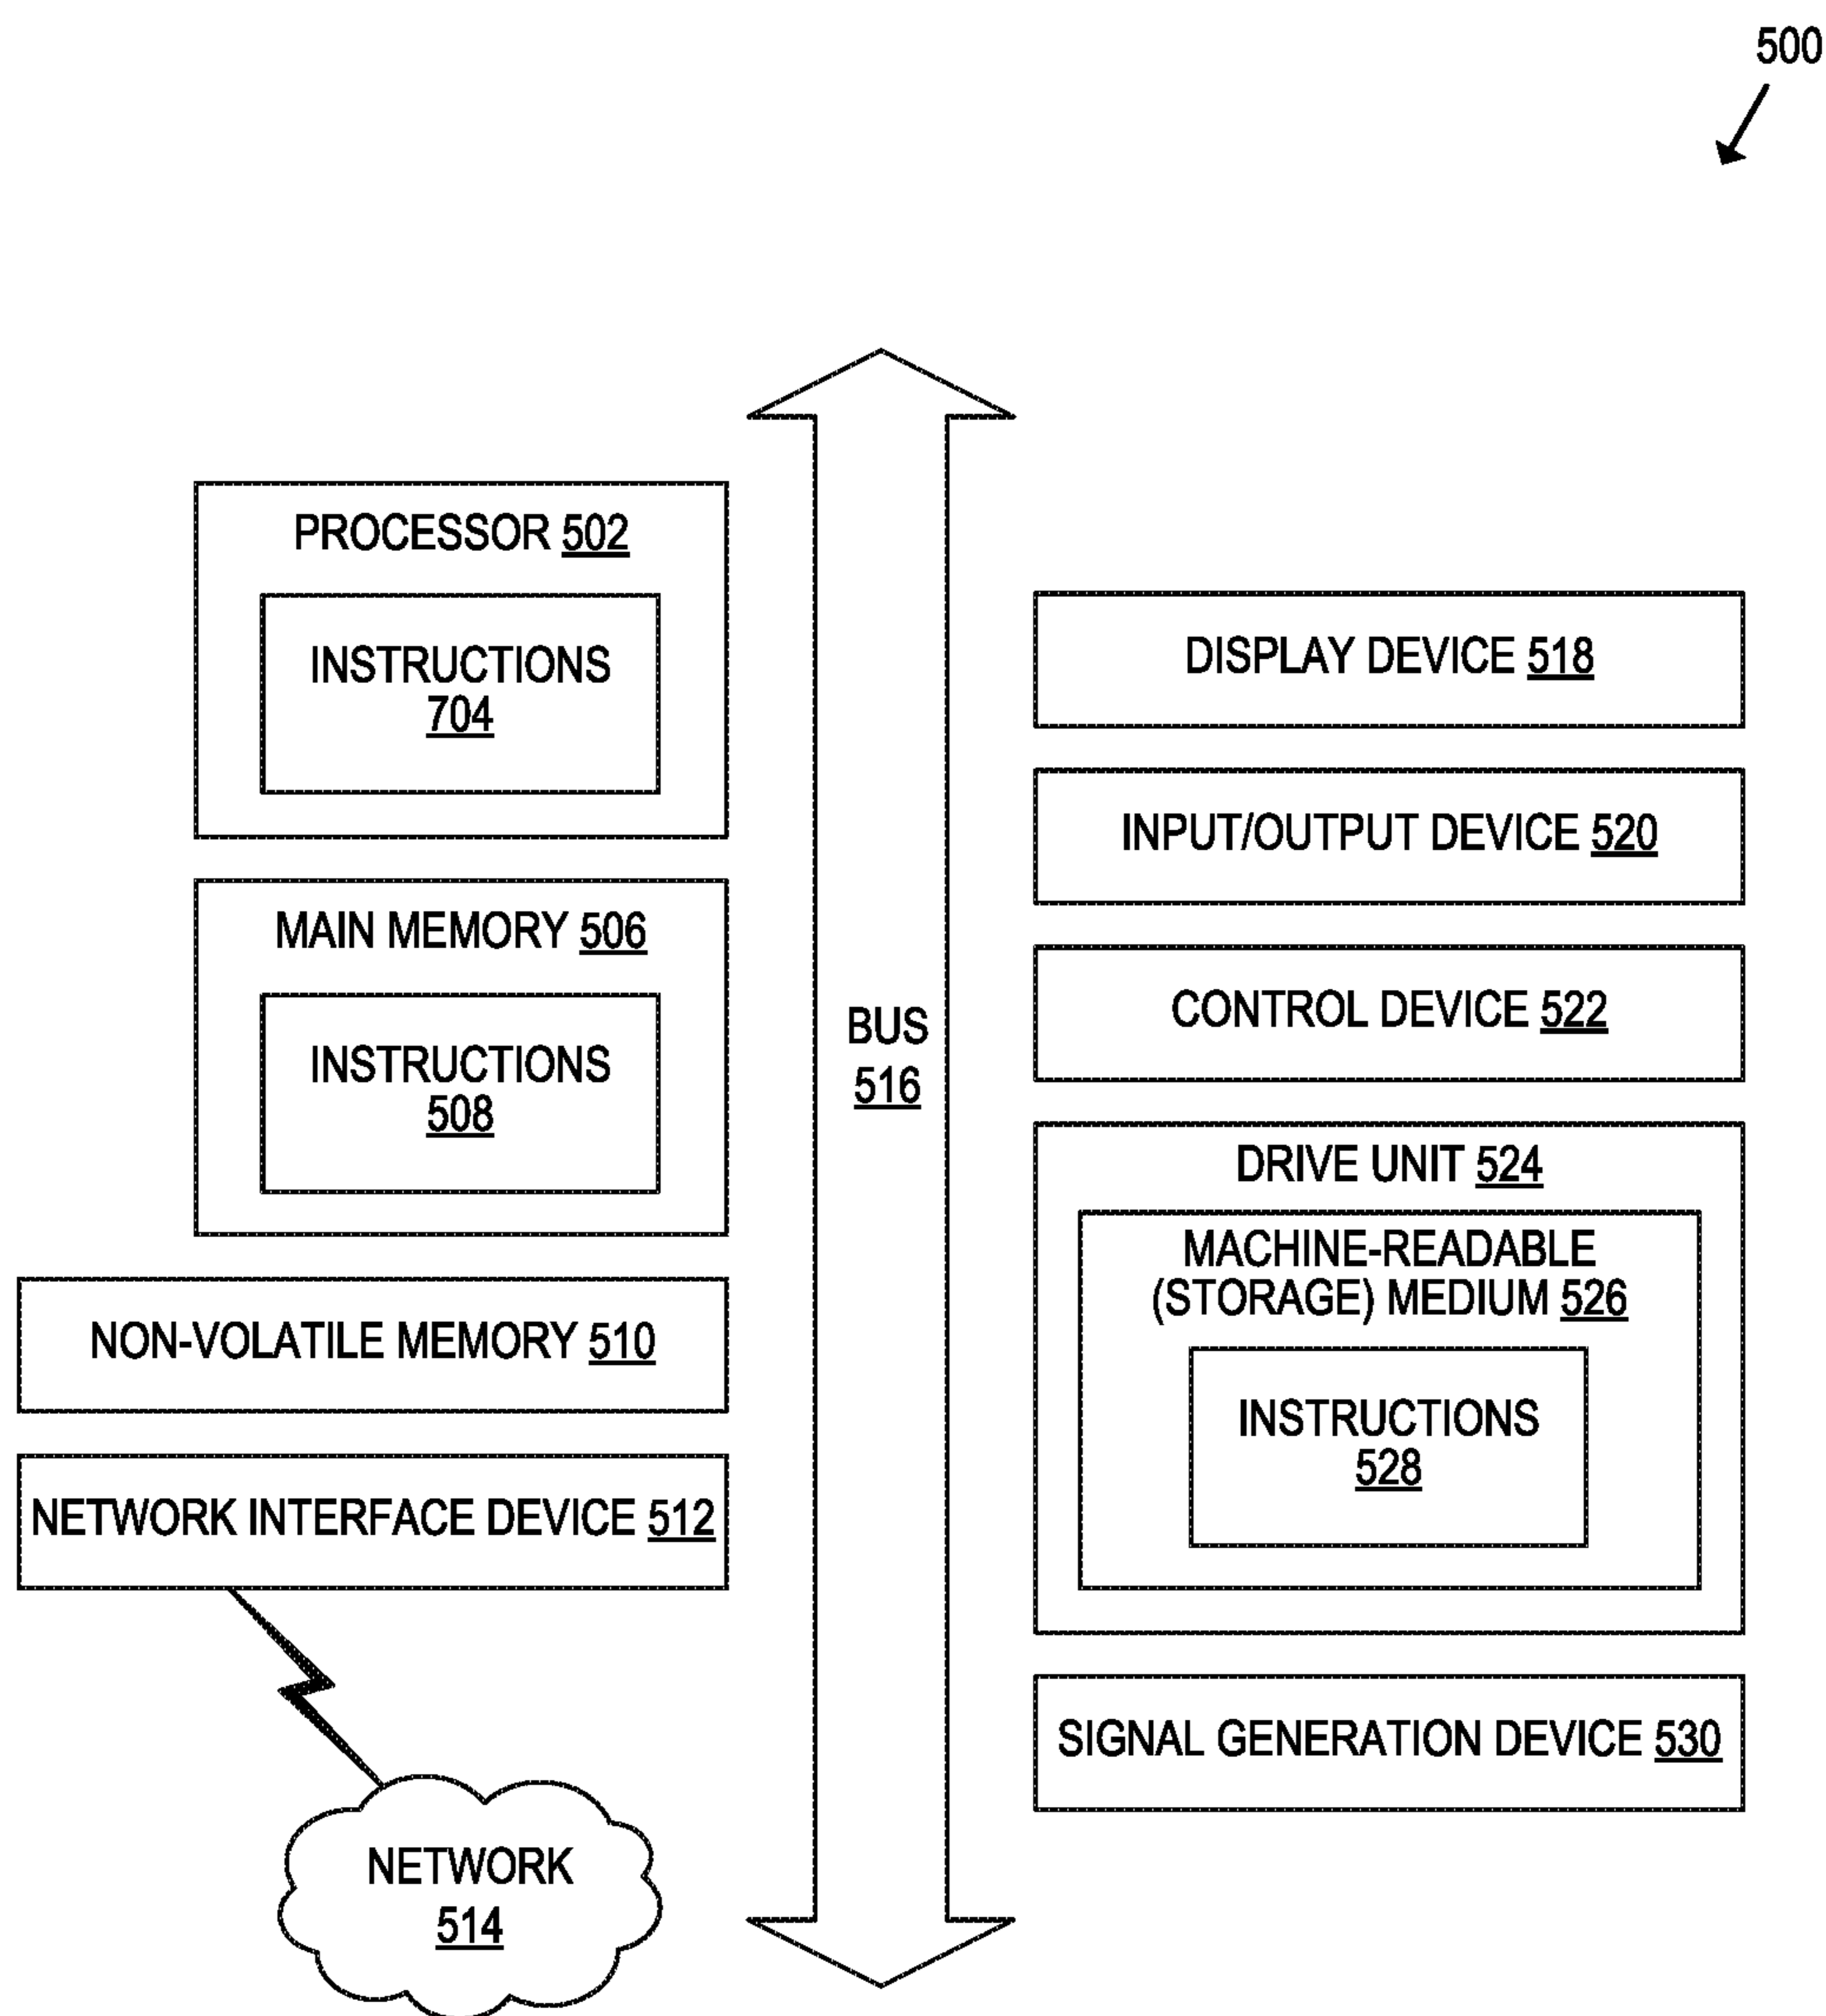 500
PROCESSOR 502
INSTRUCTIONS
704
MAIN MEMORY 506
INSTRUCTIONS
508
NON-VOLATILE MEMORY 510
NETWORK INTERFACE DEVICE 512
NETWORK
514
BUS
516
DISPLAY DEVICE 518
INPUT/OUTPUT DEVICE 520
CONTROL DEVICE 522
DRIVE UNIT 524
MACHINE-READABLE
(STORAGE) MEDIUM 526
INSTRUCTIONS
528
SIGNAL GENERATION DEVICE 530